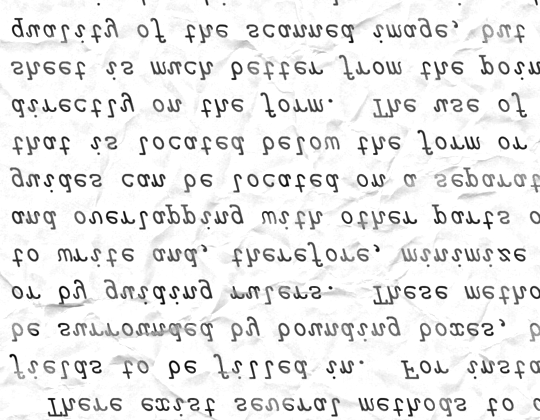 There exist several methods to
fields to be filled in. For insta
be surrounded by bounding boxes, b
or by guiding rulers. These metho
to write and, therefore, minimize
and overlapping with other parts o
guides can be located on a separat
that is located below the form or
directly on the form. The use of
sheet is much better from the poin
quality of the scanned image, but